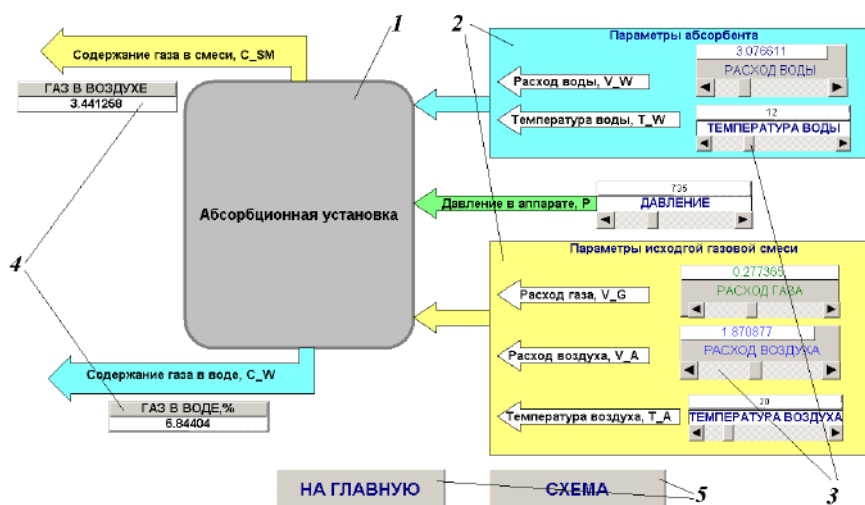 Содержание газа в смеси, C_SM
ГАЗ В ВОЗДУХЕ
3.441258
1
2
Параметры абсорбента
3.076611
РАСХОД ВОДЫ
Расход воды, V_W
12
Температура воды, T_W
ТЕМПЕРАТУРА ВОДЫ
Абсорбционная установка
735
Давление в аппарате, P
ДАВЛЕНИЕ
Параметры исходгой газовой смеси
4
0.277365
РАСХОД ГАЗА
Расход газа, V_G
1.870877
РАСХОД ВОЗДУХА
Расход воздуха, V_A
Содержание газа в воде, C_W
20
ГАЗ В ВОДЕ,%
6.84404
Температура воздуха, T_A
ТЕМПЕРАТУРА ВОЗДУХА
НА ГЛАВНУЮ
СХЕМА
5
3